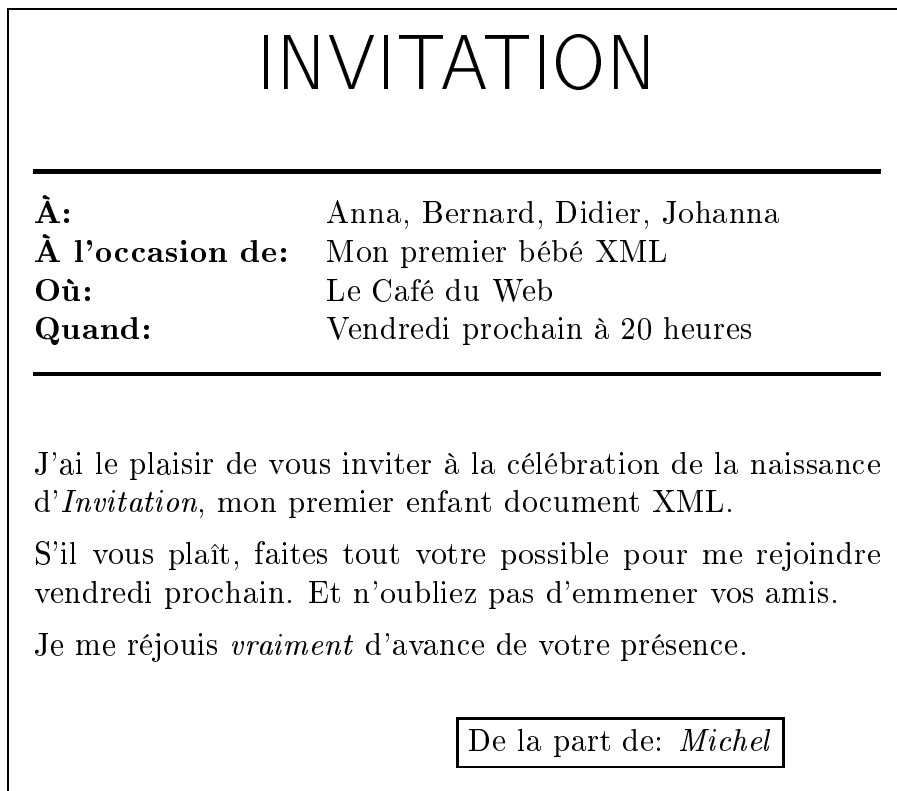 INVITATION
À: Anna, Bernard, Didier, Johanna
À l'occasion de: Mon premier bébé XML
Où: Le Café du Web
Quand: Vendredi prochain à 20 heures
J'ai le plaisir de vous inviter à la célébration de la naissance
d'Invitation, mon premier enfant document XML.
S'il vous plaît, faites tout votre possible pour me rejoindre
vendredi prochain. Et n'oubliez pas d'emmener vos amis.
Je me réjouis vraiment d'avance de votre présence.
De la part de: Michel